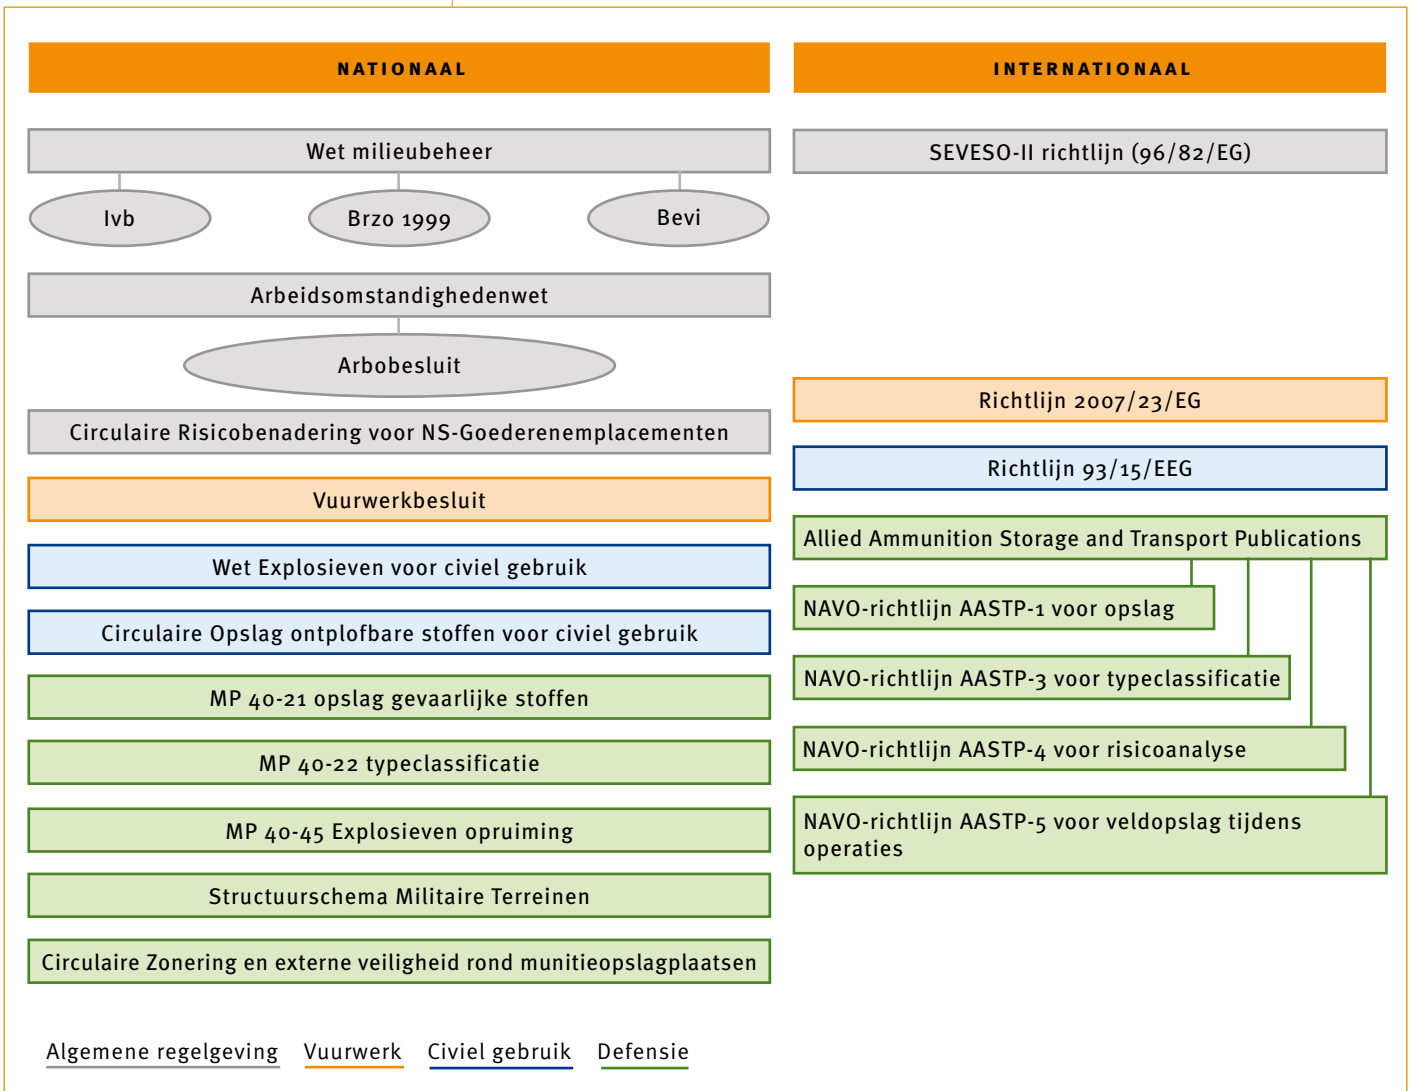 NATIONAAL
Wet milieubeheer
Ivb
Brzo 1999
Bevi
Arbeidsomstandighedenwet
Arbobesluit
Circulaire Risicobenadering voor NS-Goederenemplacementen
Vuurwerkbesluit
Wet Explosieven voor civiel gebruik
Circulaire Opslag ontplofbare stoffen voor civiel gebruik
MP 40-21 opslag gevaarlijke stoffen
MP 40-22 typeclassificatie
MP 40-45 Explosieven opruiming
Structuurschema Militaire Terreinen
Circulaire Zonering en externe veiligheid rond munitieopslagplaatsen
INTERNATIONAAL
SEVESO-II richtlijn (96/82/EG)
Richtlijn 2007/23/EG
Richtlijn 93/15/EEG
Allied Ammunition Storage and Transport Publications
NAVO-richtlijn AASTP-1 voor opslag
NAVO-richtlijn AASTP-3 voor typeclassificatie
NAVO-richtlijn AASTP-4 voor risicoanalyse
NAVO-richtlijn AASTP-5 voor veldopslag tijdens
operaties
Algemene regelgeving Vuurwerk Civiel gebruik Defensie